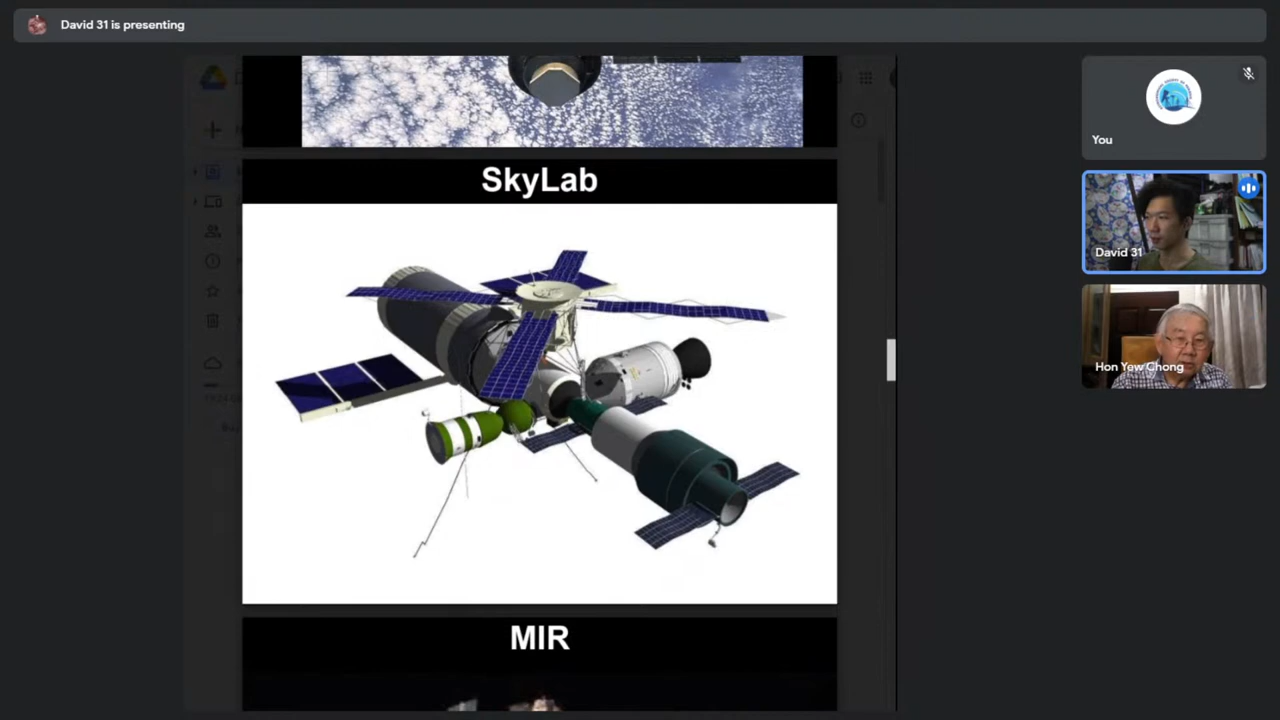 David 31 is presenting
SkyLab
MIR
You
David 31
Hon Yew Chong